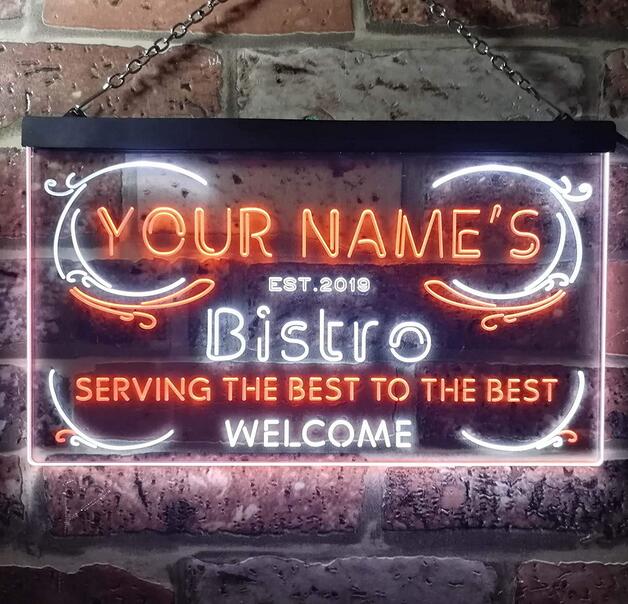 YOUR NAME'S
EST.2019
Bistro
SERVING THE BEST TO THE BEST
WELCOME